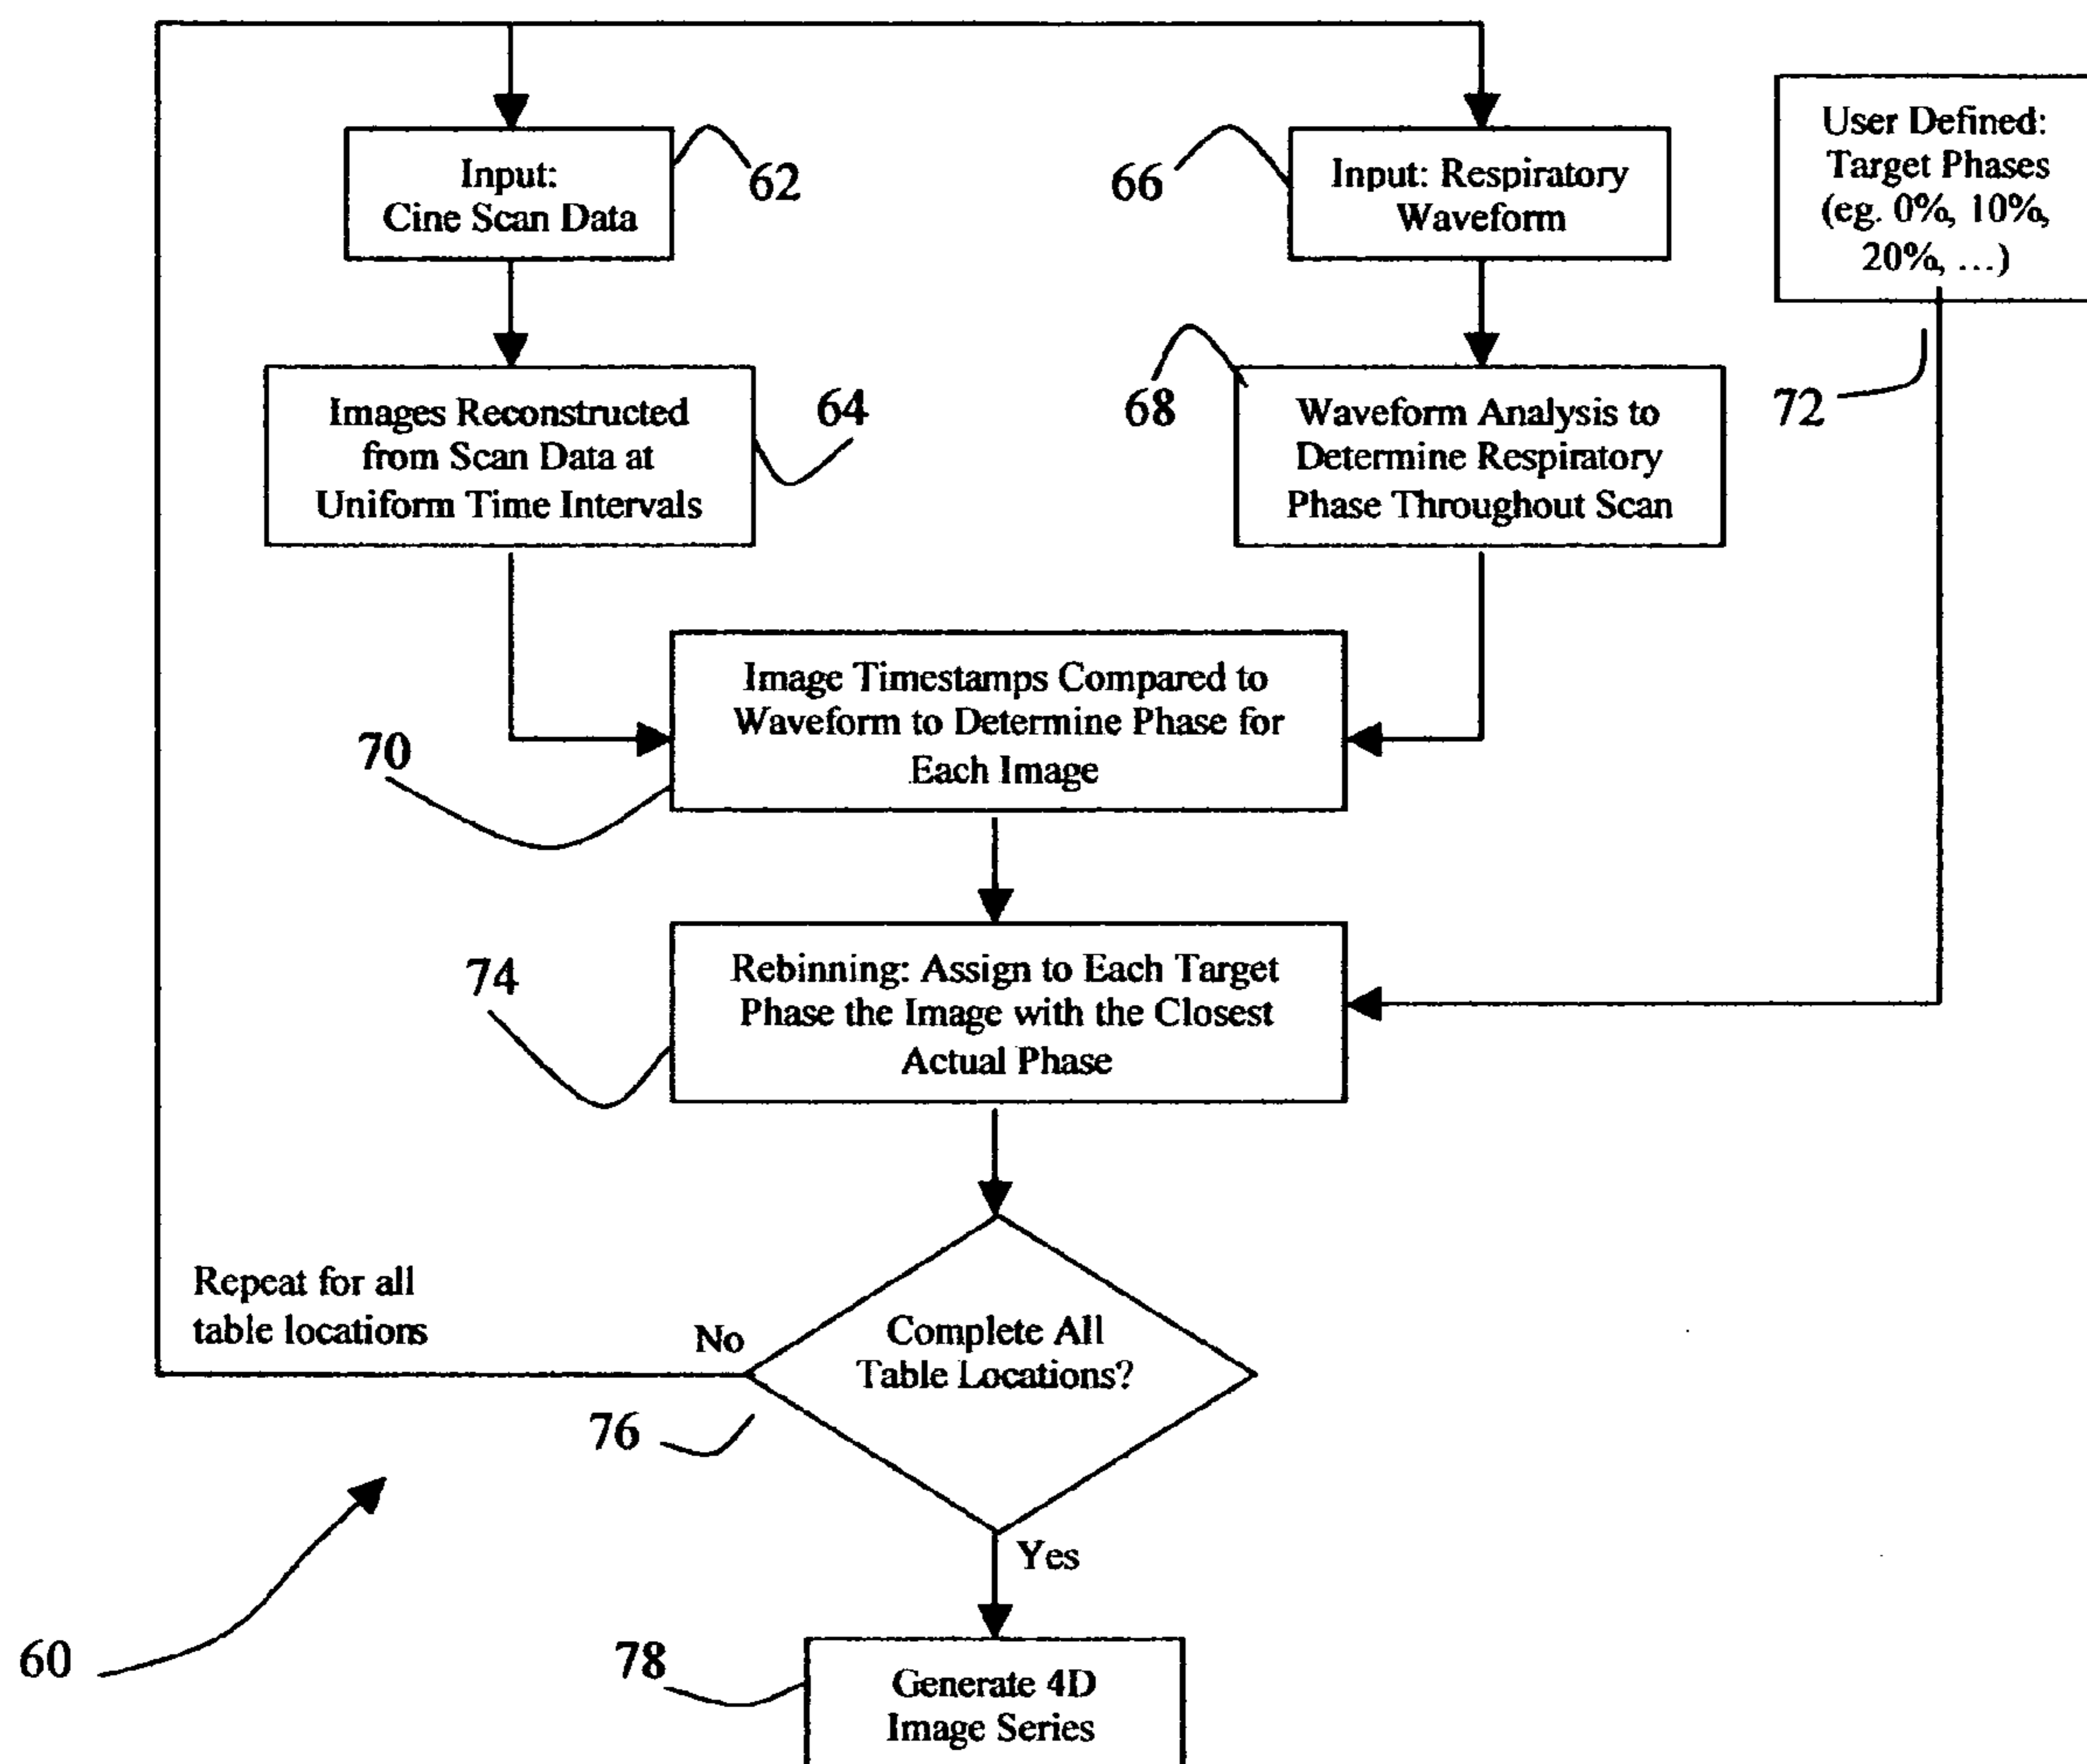 Input:
Cine Scan Data
62
66
Input: Respiratory
Waveform
User Defined:
Target Phases
(eg. 0%, 10%,
20%, ...)
72
Images Reconstructed
from Scan Data at
Uniform Time Intervals
64
68
Waveform Analysis to
Determine Respiratory
Phase Throughout Scan
70
Image Timestamps Compared to
Waveform to Determine Phase for
Each Image
74
Rebinning: Assign to Each Target
Phase the Image with the Closest
Actual Phase
Repeat for all
table locations
No
Complete All
Table Locations?
76
Yes
60
78
Generate 4D
Image Series